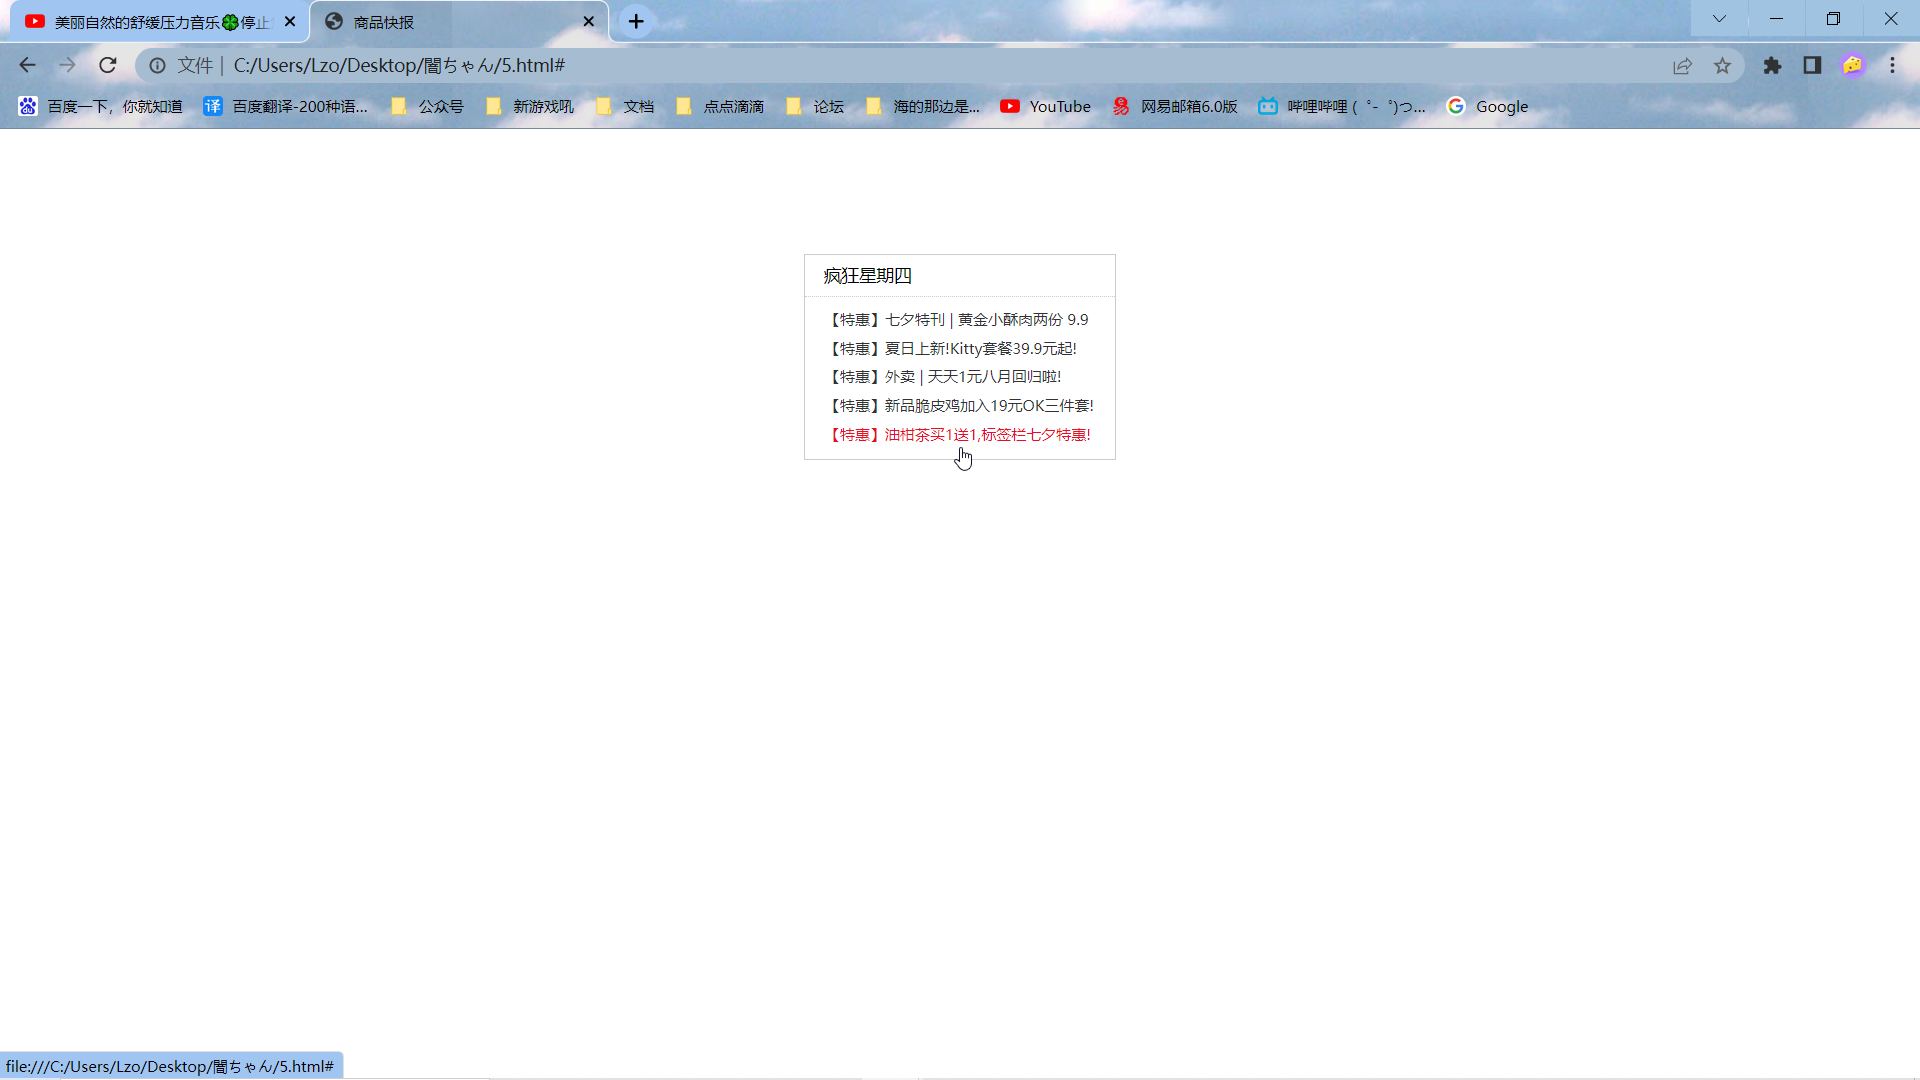 美丽自然的舒缓压力音乐🍀停止
商品快报
文件 | C:/Users/Lzo/Desktop/闇ちゃん/5.html#
百度一下，你就知道
译 百度翻译-200种语...
公众号
新游戏吼
文档
点点滴滴
论坛
海的那边是...
YouTube
网易邮箱6.0版
哔哩哔哩 (゜-゜)つ...
Google
疯狂星期四
【特惠】七夕特刊 | 黄金小酥肉两份 9.9
【特惠】夏日上新!Kitty套餐39.9元起!
【特惠】外卖 | 天天1元八月回归啦!
【特惠】新品脆皮鸡加入19元OK三件套!
【特惠】油柑茶买1送1,标签栏七夕特惠!
file:///C:/Users/Lzo/Desktop/闇ちゃん/5.html#